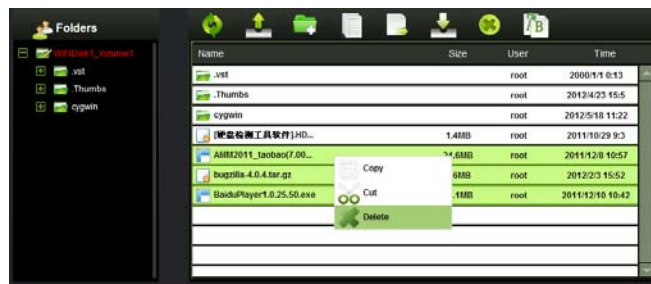 Folders
WiFiDisk1_Volume1
.vst
.Thumbs
cygwin
Name Size User Time
.vst root 2000/1/1 0:13
.Thumbs root 2012/4/23 15:5
cygwin root 2012/5/18 11:22
[硬盘检测工具软件].HD... 1.4MB root 2011/10/29 9:3
AliIM2011_taobao(7.00... 24.6MB root 2011/12/8 10:57
bugzilla-4.0.4.tar.gz 6MB root 2012/2/3 15:52
BaiduPlayer1.0.25.50.exe .1MB root 2011/12/10 10:42
Copy
Cut
Delete